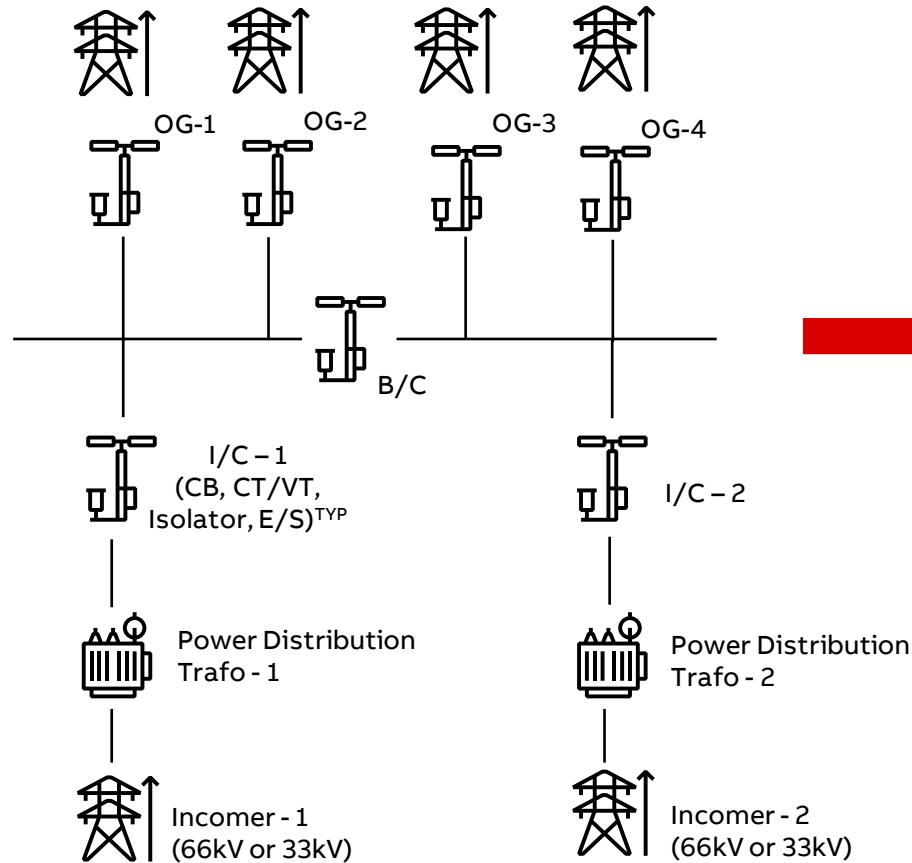 OG-1
OG-2
OG-3
OG-4
B/C
I/C – 1
(CB, CT/VT,
Isolator, E/S)TYP
I/C – 2
Power Distribution
Trafo - 1
Power Distribution
Trafo - 2
Incomer - 1
(66kV or 33kV)
Incomer - 2
(66kV or 33kV)